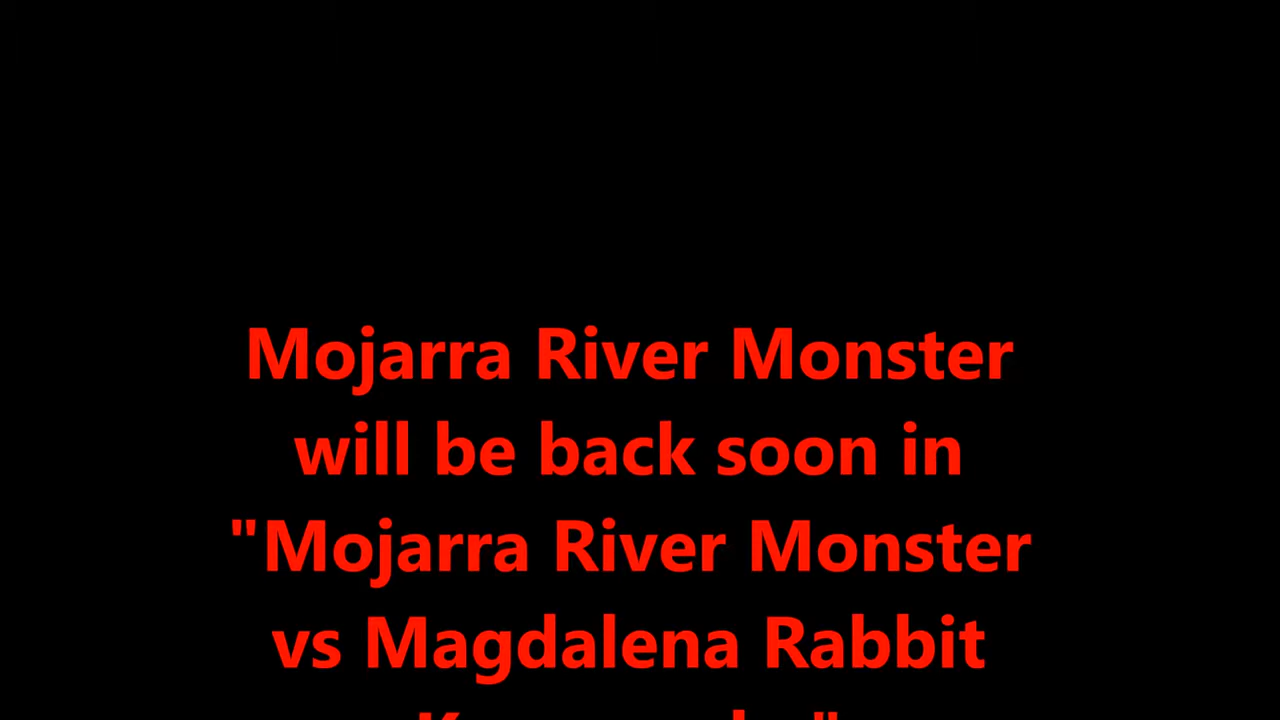 Mojarra River Monster
will be back soon in
"Mojarra River Monster
vs Magdalena Rabbit